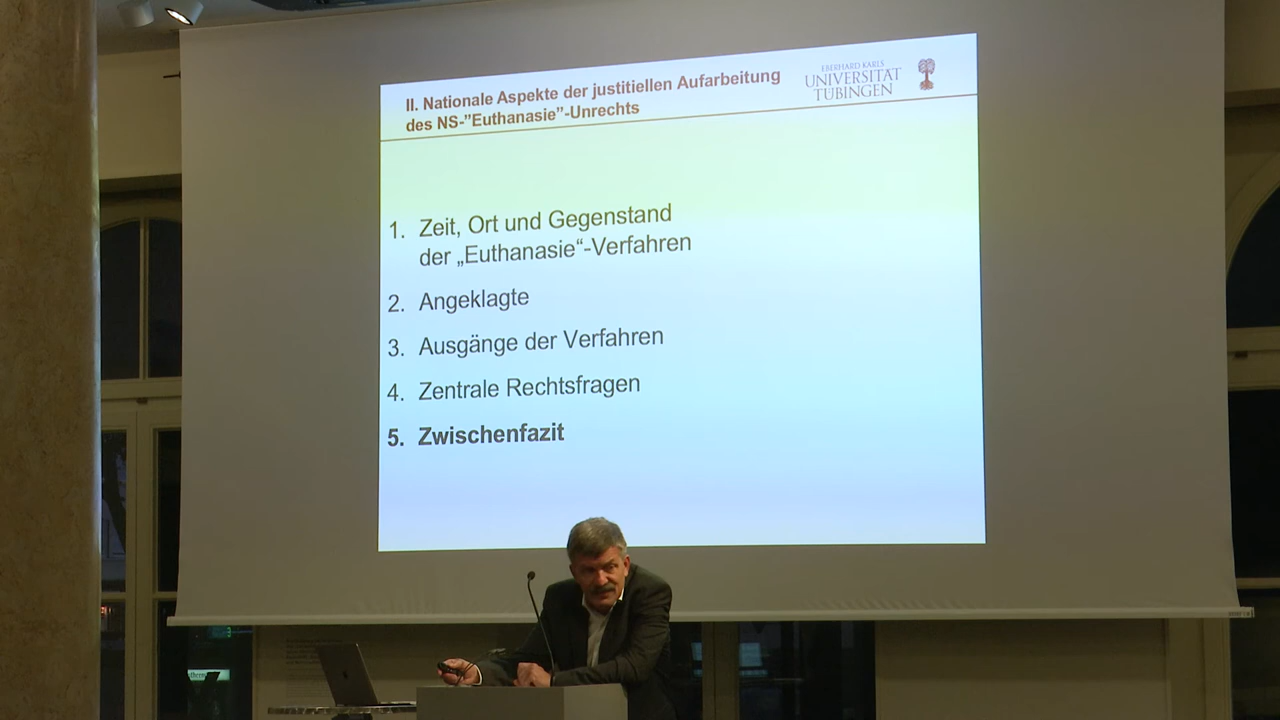 II. Nationale Aspekte der justitiellen Aufarbeitung
des NS-”Euthanasie”-Unrechts
EBERHARD KARLS
UNIVERSITÄT
TÜBINGEN
1. Zeit, Ort und Gegenstand
der „Euthanasie“-Verfahren
2. Angeklagte
3. Ausgänge der Verfahren
4. Zentrale Rechtsfragen
5. Zwischenfazit